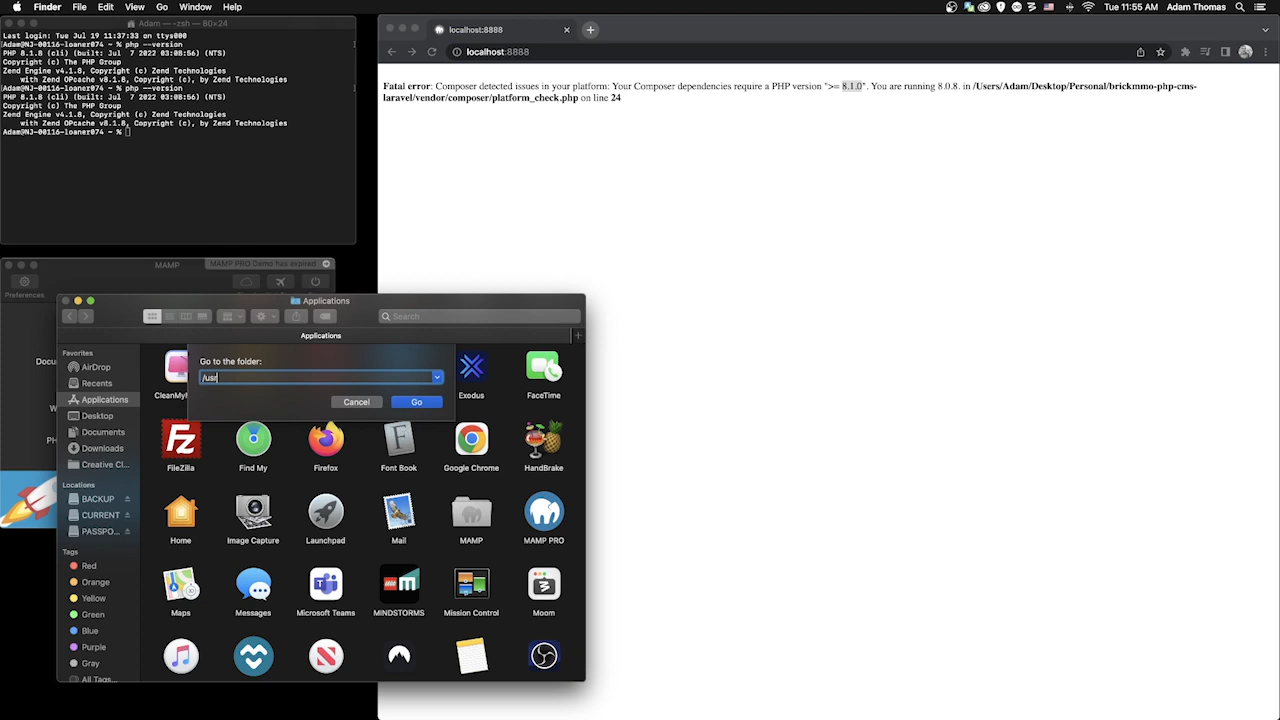 Finder File Edit View Go Window Help
Tue 11:55 AM Adam Thomas
Adam — -zsh — 80×24
Last login: Tue Jul 19 11:37:33 on ttys000
Adam@NJ-00116-loaner074 ~ % php --version
PHP 8.1.8 (cli) (built: Jul 7 2022 03:08:56) (NTS)
Copyright (c) The PHP Group
Zend Engine v4.1.8, Copyright (c) Zend Technologies
with Zend OPcache v8.1.8, Copyright (c), by Zend Technologies
Adam@NJ-00116-loaner074 ~ % php --version
PHP 8.1.8 (cli) (built: Jul 7 2022 03:08:56) (NTS)
Copyright (c) The PHP Group
Zend Engine v4.1.8, Copyright (c) Zend Technologies
with Zend OPcache v8.1.8, Copyright (c), by Zend Technologies
Adam@NJ-00116-loaner074 ~ %
localhost:8888
localhost:8888
Fatal error: Composer detected issues in your platform: Your Composer dependencies require a PHP version ">= 8.1.0". You are running 8.0.8. in /Users/Adam/Desktop/Personal/brickmmo-php-cms-
laravel/vendor/composer/platform_check.php on line 24
MAMP
MAMP PRO Demo has expired
Preferences
Docu
W
PH
Applications
Search
Applications
Favorites
AirDrop
Recents
Applications
Desktop
Documents
Downloads
Creative Cl...
Locations
BACKUP
CURRENT
PASSPO...
Tags
Red
Orange
Yellow
Green
Blue
Purple
Gray
All Tags...
Go to the folder:
/usr
Cancel Go
CleanMyM
Exodus FaceTime
FileZilla Find My Firefox Font Book Google Chrome HandBrake
Home Image Capture Launchpad Mail MAMP MAMP PRO
Maps Messages Microsoft Teams MINDSTORMS Mission Control Moom